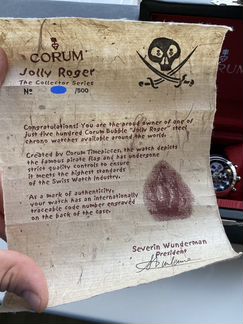 CORUM
Jolly Roger
The Collector Series
No /500
Congratulations! You are the proud owner of one of
just five hundred Corum Bubble "Jolly Roger" steel
chrono watches available around the world.
Created by Corum Timepieces, the watch depicts
the famous pirate flag and has undergone
strict quality controls to ensure
it meets the highest standards
of the Swiss Watch industry.
As a mark of authenticity,
your watch has an internationally
traceable code number engraved
on the back of the case.
Severin Wunderman
President